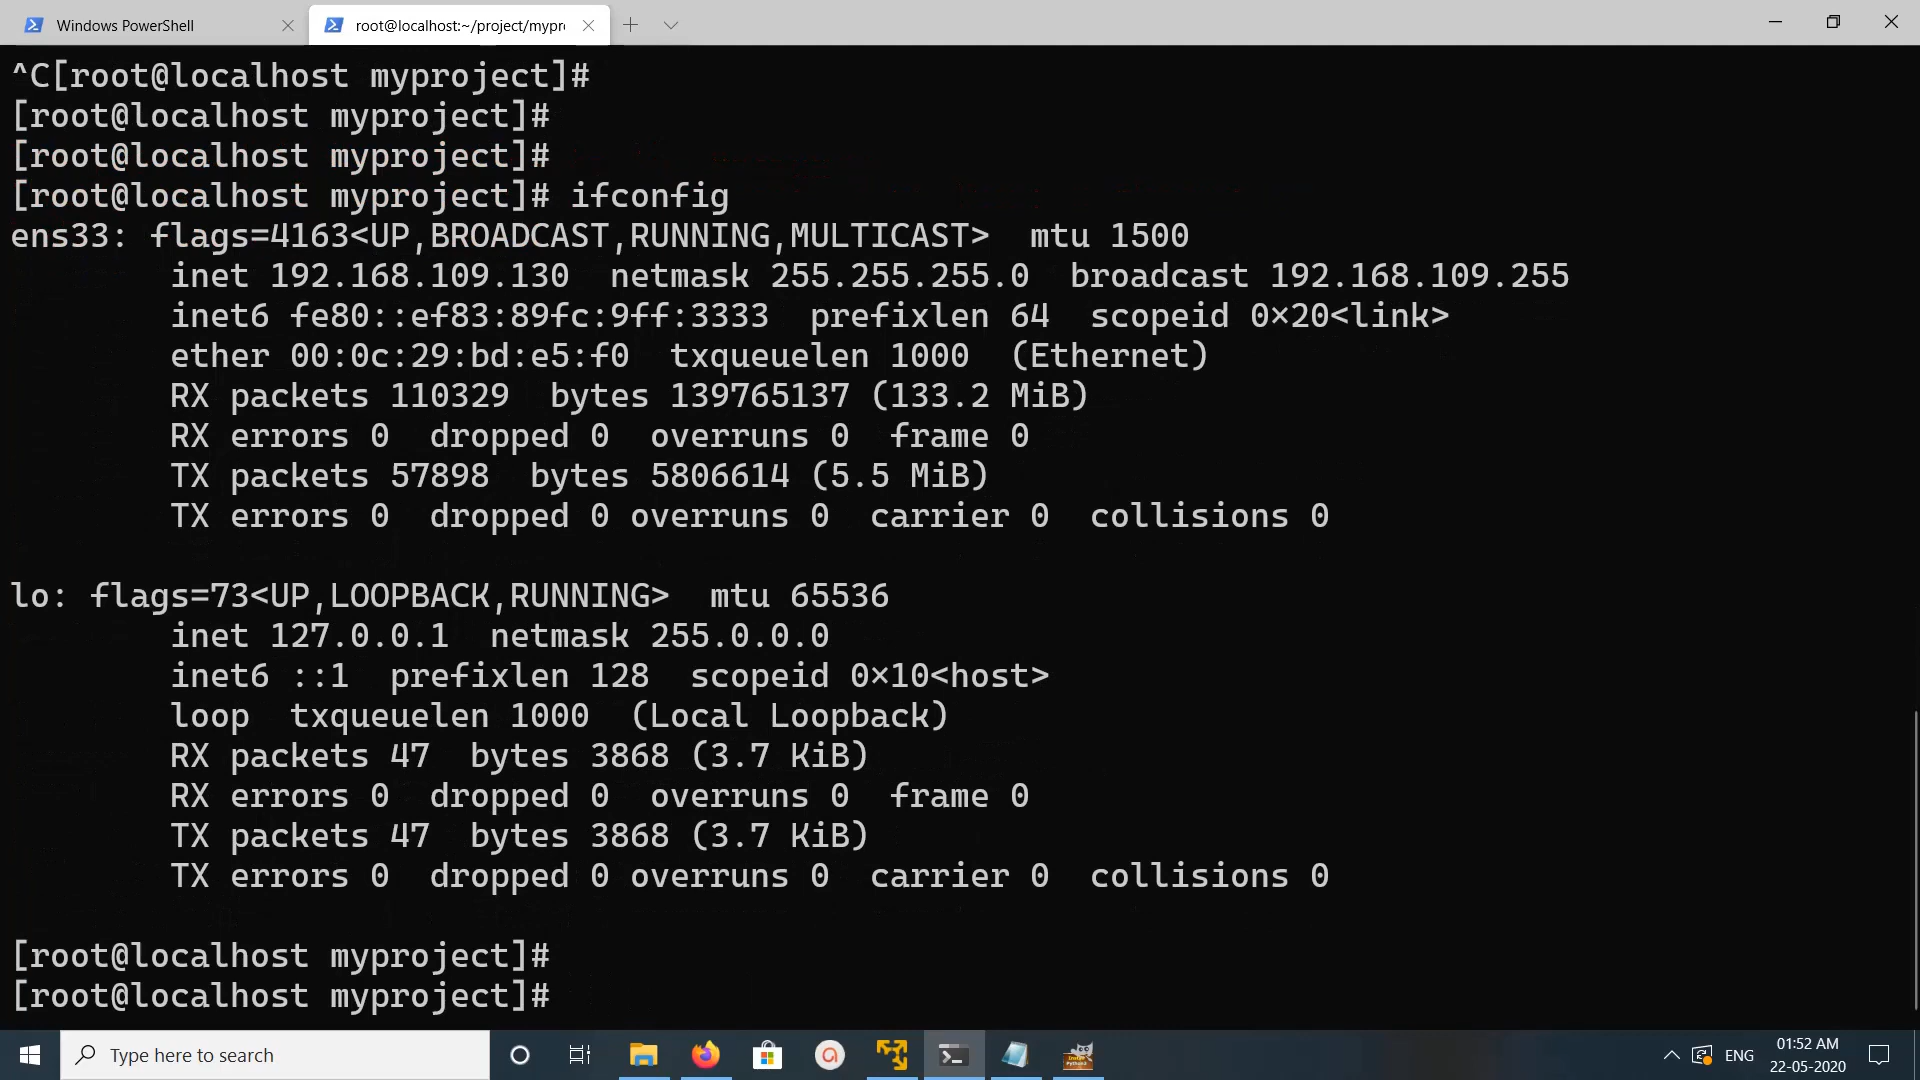 Windows PowerShell
root@localhost:~/project/mypro
^C[root@localhost myproject]#
[root@localhost myproject]#
[root@localhost myproject]#
[root@localhost myproject]# ifconfig
ens33: flags=4163<UP,BROADCAST,RUNNING,MULTICAST>  mtu 1500
        inet 192.168.109.130  netmask 255.255.255.0  broadcast 192.168.109.255
        inet6 fe80::ef83:89fc:9ff:3333  prefixlen 64  scopeid 0×20<link>
        ether 00:0c:29:bd:e5:f0  txqueuelen 1000  (Ethernet)
        RX packets 110329  bytes 139765137 (133.2 MiB)
        RX errors 0  dropped 0  overruns 0  frame 0
        TX packets 57898  bytes 5806614 (5.5 MiB)
        TX errors 0  dropped 0 overruns 0  carrier 0  collisions 0
lo: flags=73<UP,LOOPBACK,RUNNING>  mtu 65536
        inet 127.0.0.1  netmask 255.0.0.0
        inet6 ::1  prefixlen 128  scopeid 0×10<host>
        loop  txqueuelen 1000  (Local Loopback)
        RX packets 47  bytes 3868 (3.7 KiB)
        RX errors 0  dropped 0  overruns 0  frame 0
        TX packets 47  bytes 3868 (3.7 KiB)
        TX errors 0  dropped 0 overruns 0  carrier 0  collisions 0
[root@localhost myproject]#
[root@localhost myproject]#
Type here to search
ENG
01:52 AM
22-05-2020